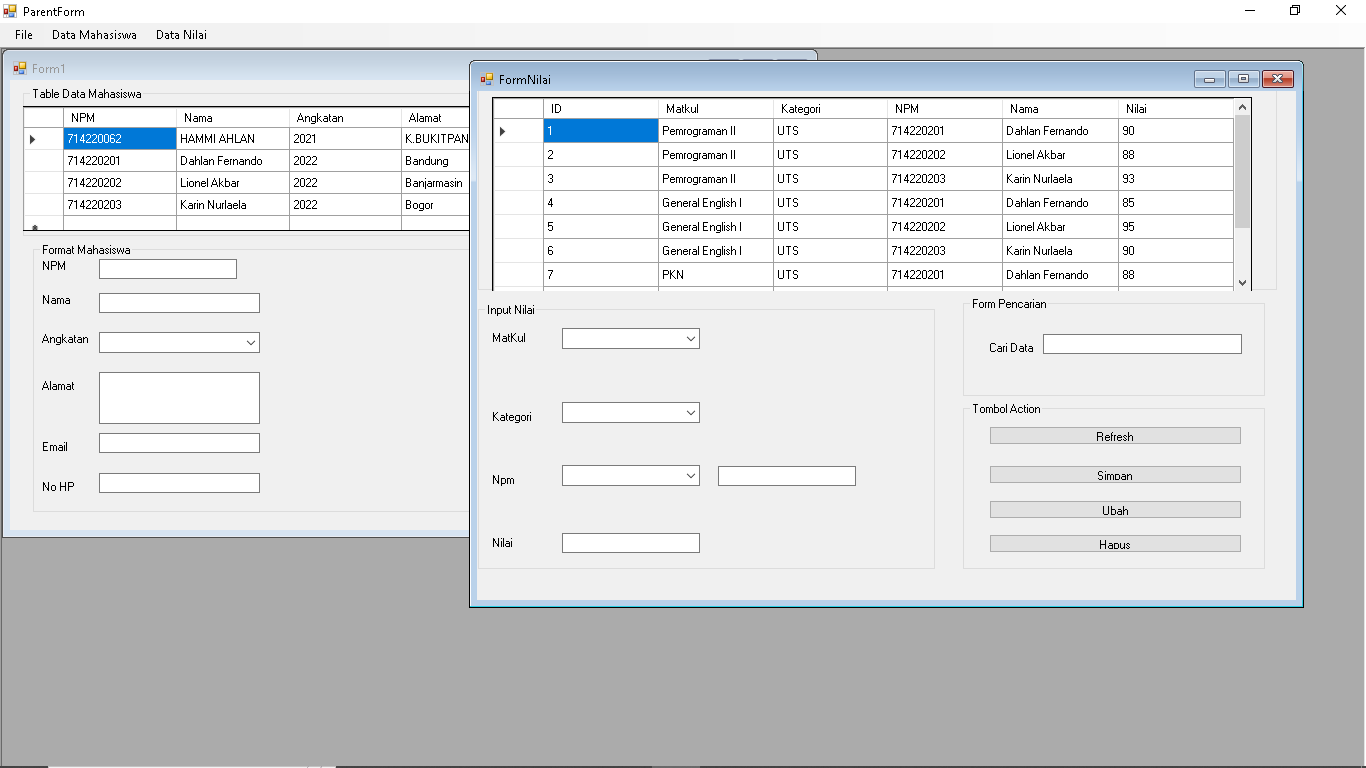 ParentForm
File Data Mahasiswa Data Nilai
Form1
Table Data Mahasiswa
NPM Nama Angkatan Alamat
714220062 HAMMI AHLAN 2021 K.BUKITPAN
714220201 Dahlan Fernando 2022 Bandung
714220202 Lionel Akbar 2022 Banjarmasin
714220203 Karin Nurlaela 2022 Bogor
Format Mahasiswa
NPM
Nama
Angkatan
Alamat
Email
No HP
FormNilai
ID Matkul Kategori NPM Nama Nilai
1 Pemrograman II UTS 714220201 Dahlan Fernando 90
2 Pemrograman II UTS 714220202 Lionel Akbar 88
3 Pemrograman II UTS 714220203 Karin Nurlaela 93
4 General English I UTS 714220201 Dahlan Fernando 85
5 General English I UTS 714220202 Lionel Akbar 95
6 General English I UTS 714220203 Karin Nurlaela 90
7 PKN UTS 714220201 Dahlan Fernando 88
Input Nilai
MatKul
Kategori
Npm
Nilai
Form Pencarian
Cari Data
Tombol Action
Refresh
Simpan
Ubah
Hapus